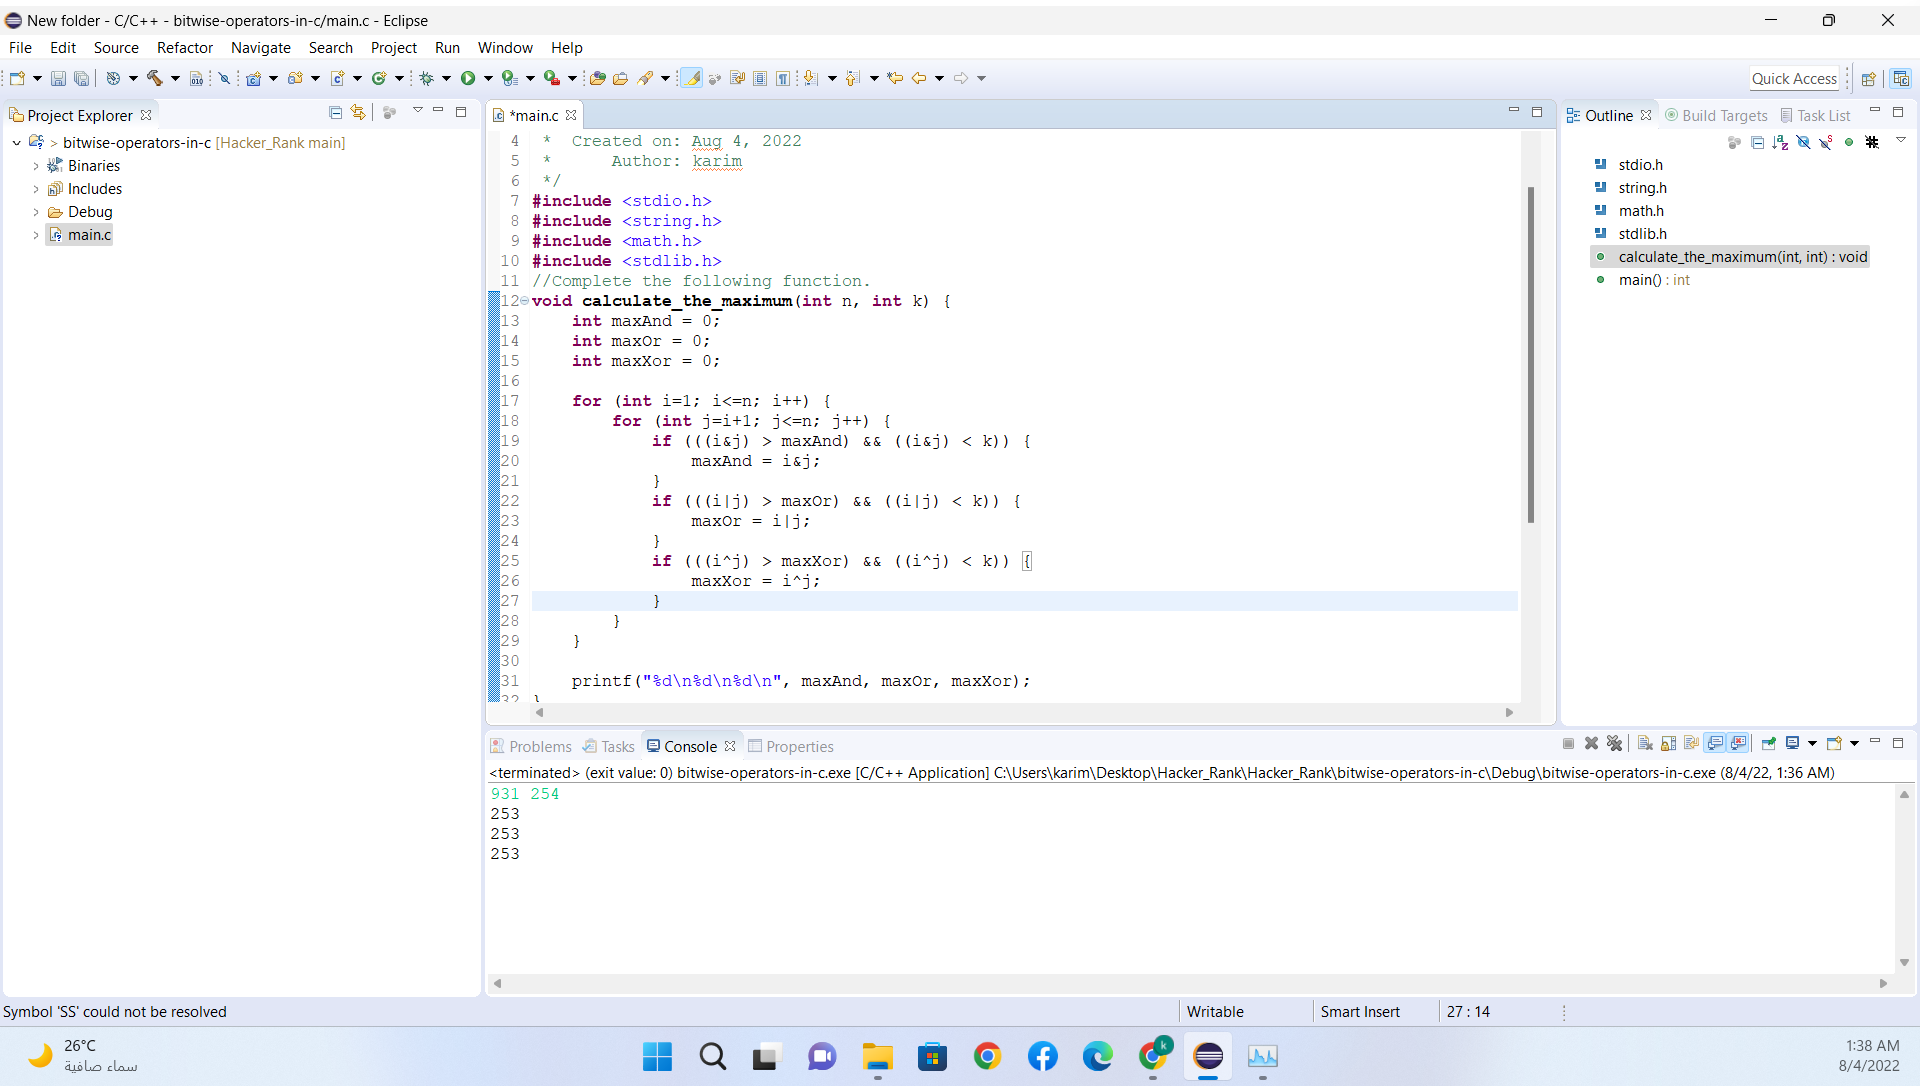 New folder - C/C++ - bitwise-operators-in-c/main.c - Eclipse
File Edit Source Refactor Navigate Search Project Run Window Help
Quick Access
Project Explorer
> bitwise-operators-in-c [Hacker_Rank main]
Binaries
Includes
Debug
main.c
*main.c
4 * Created on: Aug 4, 2022
5 * Author: karim
6 */
7 #include <stdio.h>
8 #include <string.h>
9 #include <math.h>
10 #include <stdlib.h>
11 //Complete the following function.
12 void calculate_the_maximum(int n, int k) {
13 int maxAnd = 0;
14 int maxOr = 0;
15 int maxXor = 0;
16
17 for (int i=1; i<=n; i++) {
18 for (int j=i+1; j<=n; j++) {
19 if (((i&j) > maxAnd) && ((i&j) < k)) {
20 maxAnd = i&j;
21 }
22 if (((i|j) > maxOr) && ((i|j) < k)) {
23 maxOr = i|j;
24 }
25 if (((i^j) > maxXor) && ((i^j) < k)) {
26 maxXor = i^j;
27 }
28 }
29 }
30
31 printf("%d\n%d\n%d\n", maxAnd, maxOr, maxXor);
32 }
Outline Build Targets Task List
stdio.h
string.h
math.h
stdlib.h
calculate_the_maximum(int, int) : void
main() : int
Problems Tasks Console Properties
<terminated> (exit value: 0) bitwise-operators-in-c.exe [C/C++ Application] C:\Users\karim\Desktop\Hacker_Rank\Hacker_Rank\bitwise-operators-in-c\Debug\bitwise-operators-in-c.exe (8/4/22, 1:36 AM)
931 254
253
253
253
Symbol 'SS' could not be resolved
Writable
Smart Insert
27 : 14
26°C
سماء صافية
k
1:38 AM
8/4/2022